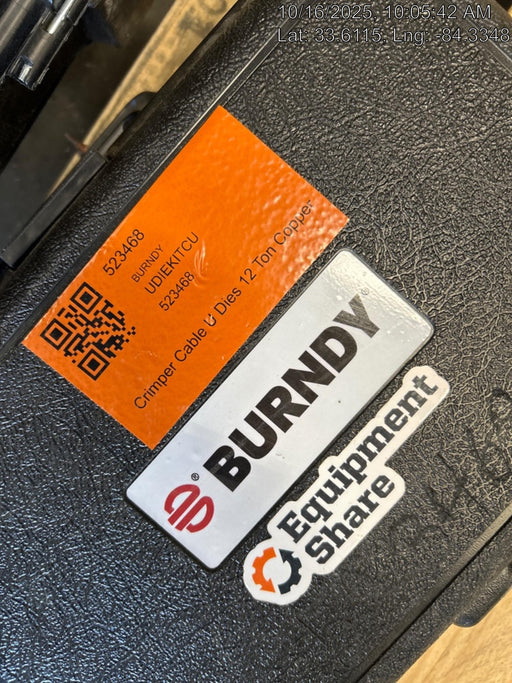 10/16/2025, 10:05:42 AM
Lat: 33.6115, Lng: -84.3348
523468
BURNDY
UDIEKITCU
523468
Crimper Cable U Dies 12 Ton Copper
BURNDY®
Equipment
Share